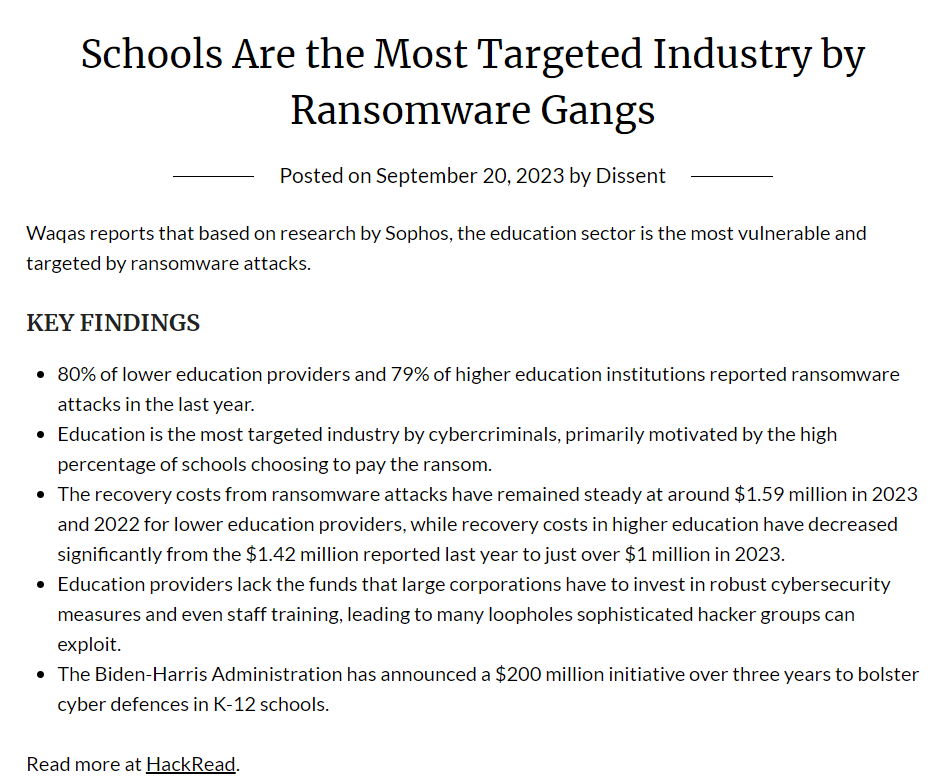 Schools Are the Most Targeted Industry by
Ransomware Gangs
Posted on September 20, 2023 by Dissent
Waqas reports that based on research by Sophos, the education sector is the most vulnerable and
targeted by ransomware attacks.
KEY FINDINGS
• 80% of lower education providers and 79% of higher education institutions reported ransomware
attacks in the last year.
• Education is the most targeted industry by cybercriminals, primarily motivated by the high
percentage of schools choosing to pay the ransom.
• The recovery costs from ransomware attacks have remained steady at around $1.59 million in 2023
and 2022 for lower education providers, while recovery costs in higher education have decreased
significantly from the $1.42 million reported last year to just over $1 million in 2023.
• Education providers lack the funds that large corporations have to invest in robust cybersecurity
measures and even staff training, leading to many loopholes sophisticated hacker groups can
exploit.
• The Biden-Harris Administration has announced a $200 million initiative over three years to bolster
cyber defences in K-12 schools.
Read more at HackRead.